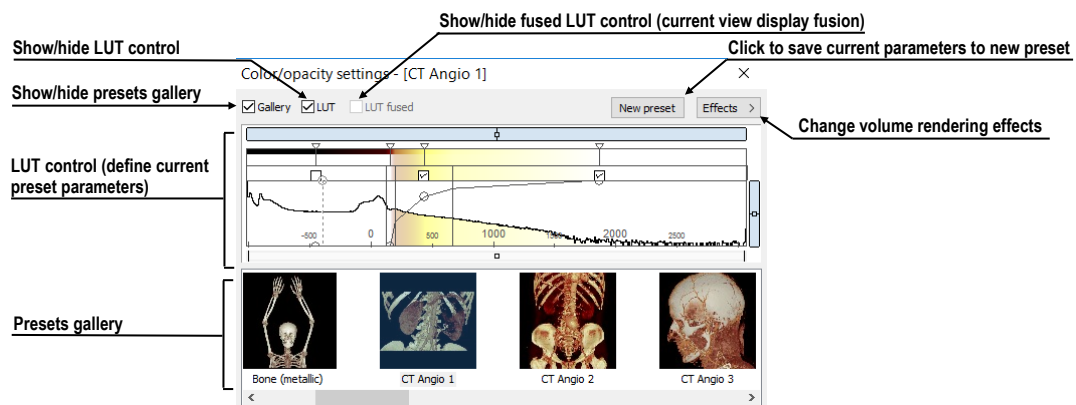 Show/hide fused LUT control (current view display fusion)
Show/hide LUT control
Click to save current parameters to new preset
Color/opacity settings - [CT Angio 1]
Show/hide presets gallery
Gallery LUT LUT fused New preset Effects >
Change volume rendering effects
LUT control (define current
preset parameters)
-500 0 500 1000 1500 2000 2500
Presets gallery
Bone (metallic) CT Angio 1 CT Angio 2 CT Angio 3